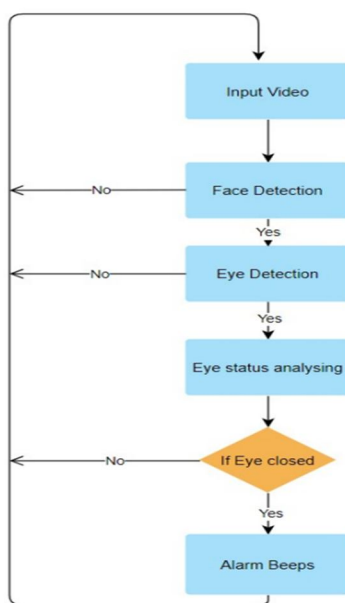 Input Video
No
Face Detection
Yes
No
Eye Detection
Yes
Eye status analysing
No
If Eye closed
Yes
Alarm Beeps